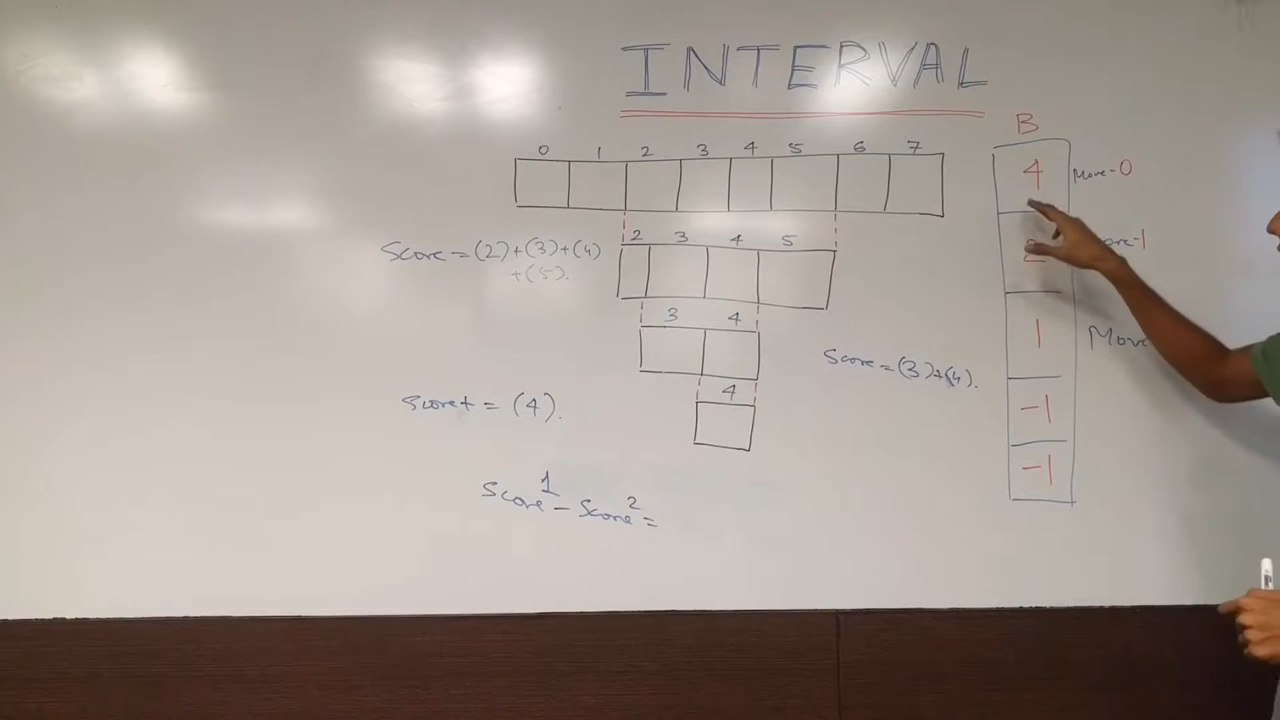 INTERVAL
B
0 1 2 3 4 5 6 7
4 Move-0
Score = (2)+(3)+(4)
+(5).
2 3 4 5
2
3 4
1
Score = (3)+(4).
4
Score+ = (4).
-1
-1
Score1 - Score2 =